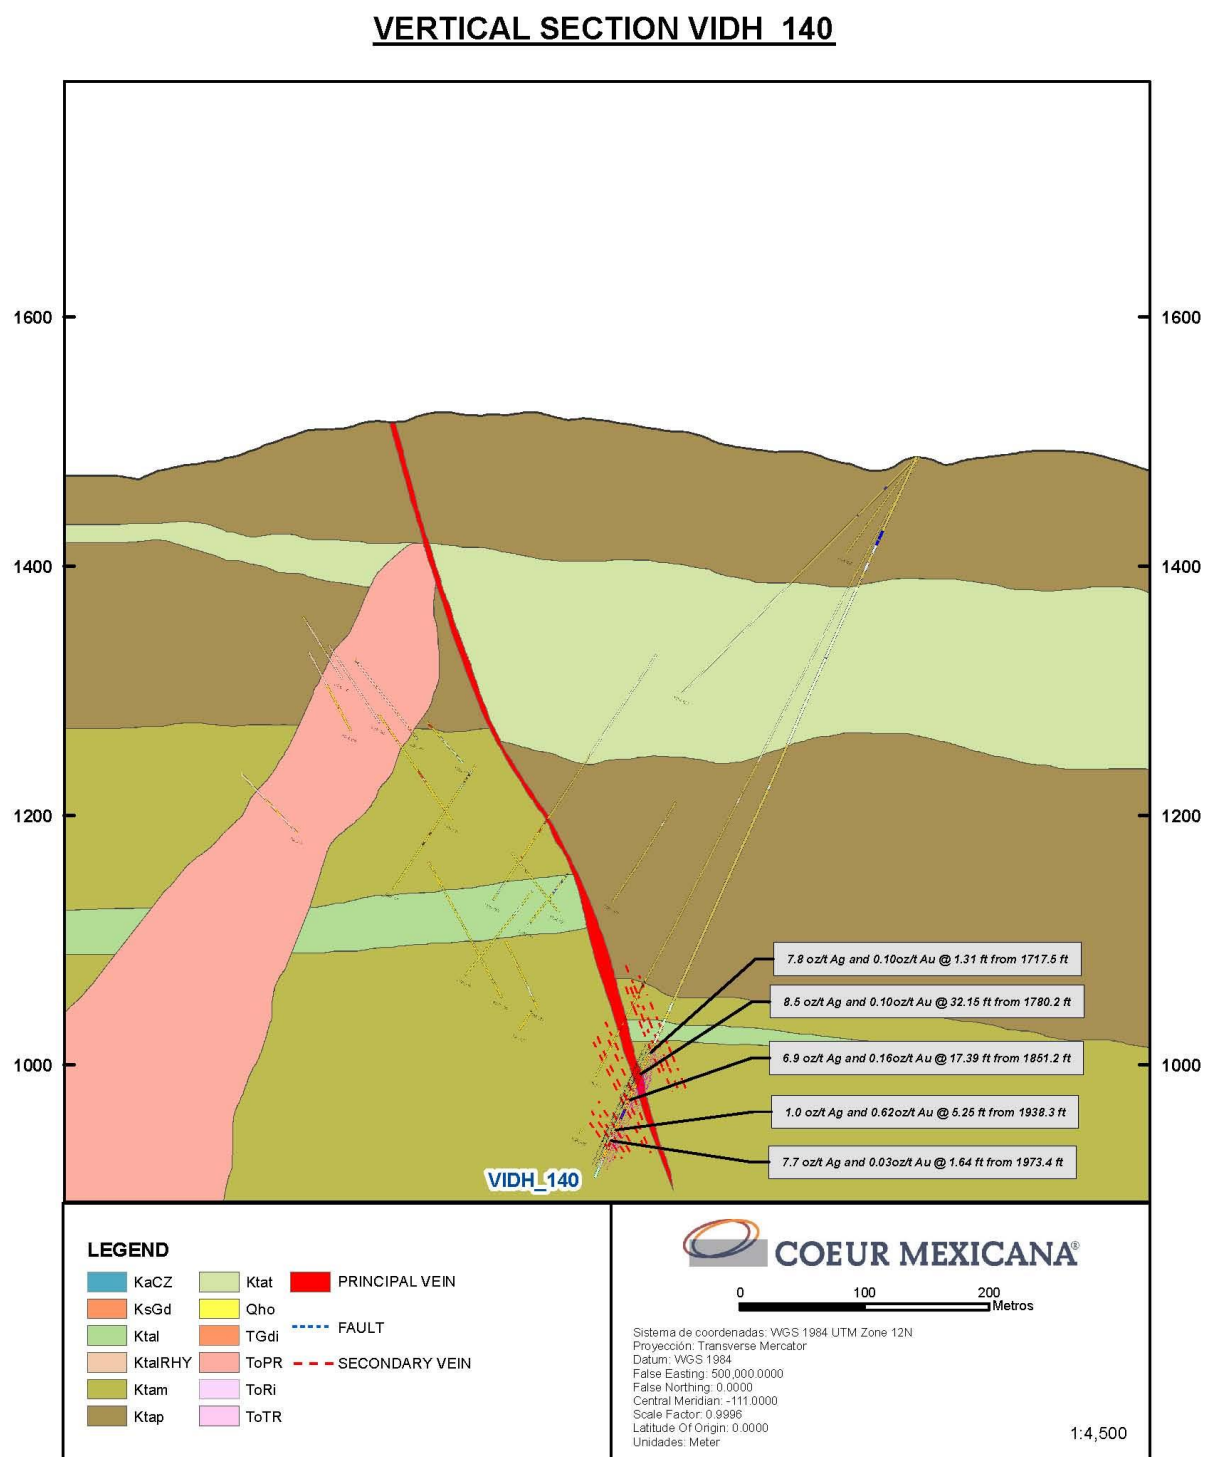 VERTICAL SECTION VIDH_140
1600
1600
1400
1400
1200
1200
1000
1000
7.8 oz/t Ag and 0.10oz/t Au @ 1.31 ft from 1717.5 ft
8.5 oz/t Ag and 0.10oz/t Au @ 32.15 ft from 1780.2 ft
6.9 oz/t Ag and 0.16oz/t Au @ 17.39 ft from 1851.2 ft
1.0 oz/t Ag and 0.62oz/t Au @ 5.25 ft from 1938.3 ft
7.7 oz/t Ag and 0.03oz/t Au @ 1.64 ft from 1973.4 ft
VIDH_140
LEGEND
KaCZ
KsGd
Ktal
KtalRHY
Ktam
Ktap
Ktat
Qho
TGdi
ToPR
ToRi
ToTR
PRINCIPAL VEIN
FAULT
SECONDARY VEIN
COEUR MEXICANA®
0 100 200
Metros
Sistema de coordenadas: WGS 1984 UTM Zone 12N
Proyección: Transverse Mercator
Datum: WGS 1984
False Easting: 500,000.0000
False Northing: 0.0000
Central Meridian: -111.0000
Scale Factor: 0.9996
Latitude Of Origin: 0.0000
Unidades: Meter
1:4,500